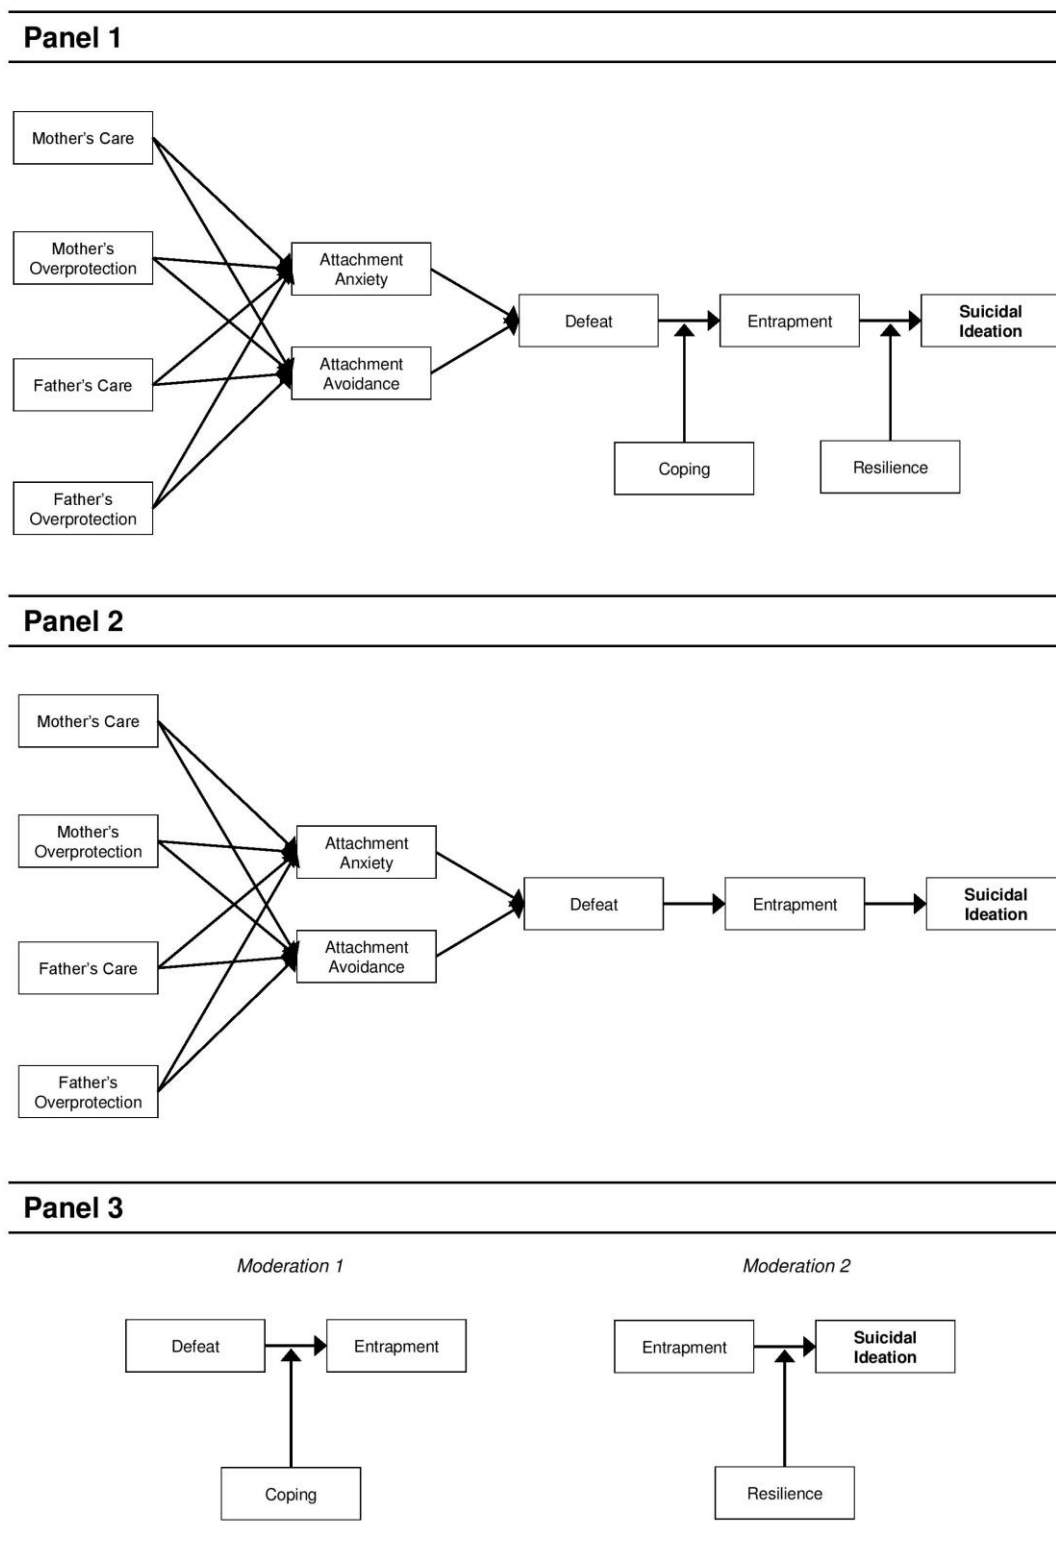 Panel 1
Mother's Care
Mother's
Overprotection
Father's Care
Father's
Overprotection
Attachment
Anxiety
Attachment
Avoidance
Defeat
Entrapment
Suicidal
Ideation
Coping
Resilience
Panel 2
Mother's Care
Mother's
Overprotection
Father's Care
Father's
Overprotection
Attachment
Anxiety
Attachment
Avoidance
Defeat
Entrapment
Suicidal
Ideation
Panel 3
Moderation 1
Defeat
Entrapment
Coping
Moderation 2
Entrapment
Suicidal
Ideation
Resilience